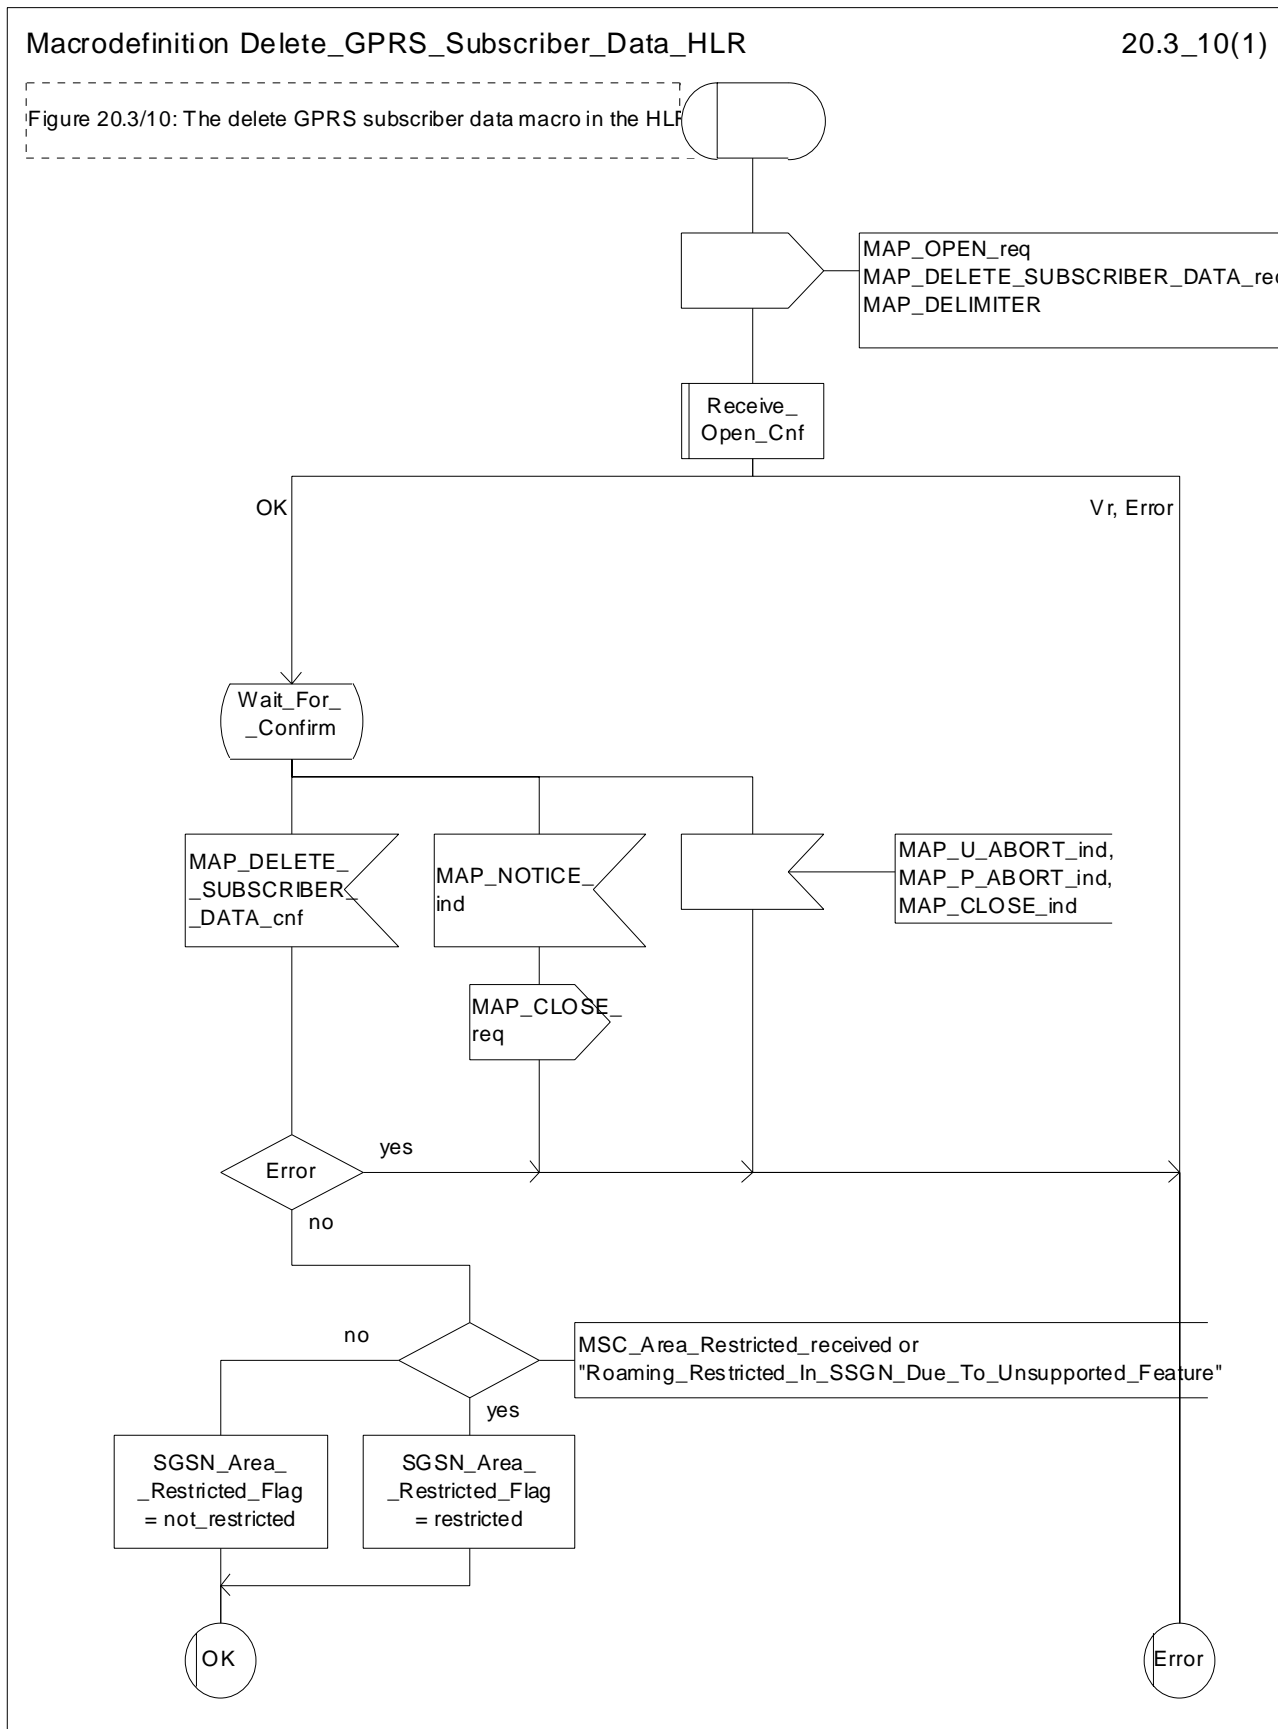 Macrodefinition Delete_GPRS_Subscriber_Data_HLR
20.3_10(1)
Figure 20.3/10: The delete GPRS subscriber data macro in the HLR
MAP_OPEN_req
MAP_DELETE_SUBSCRIBER_DATA_req
MAP_DELIMITER
Receive_
Open_Cnf
OK
Vr, Error
Wait_For_
_Confirm
MAP_DELETE_
_SUBSCRIBER_
_DATA_cnf
MAP_NOTICE_
ind
MAP_U_ABORT_ind,
MAP_P_ABORT_ind,
MAP_CLOSE_ind
MAP_CLOSE_
req
Error
yes
no
no
MSC_Area_Restricted_received or
"Roaming_Restricted_In_SSGN_Due_To_Unsupported_Feature"
yes
SGSN_Area_
_Restricted_Flag
= not_restricted
SGSN_Area_
_Restricted_Flag
= restricted
OK
Error